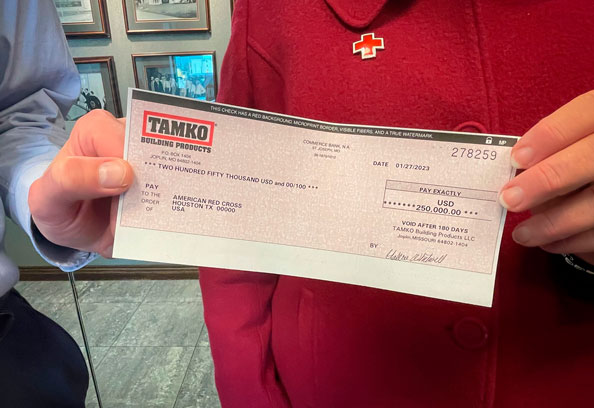 THIS CHECK HAS A RED BACKGROUND, MICROPRINT BORDER, VISIBLE FIBERS, AND A TRUE WATERMARK
MP
TAMKO
BUILDING PRODUCTS
P.O. BOX 1404
JOPLIN, MO 64802-1404
COMMERCE BANK, N.A.
ST JOSEPH, MO
278259
DATE 01/27/2023
*** TWO HUNDRED FIFTY THOUSAND USD and 00/100 ***
PAY EXACTLY
USD
*******250,000.00 ***
PAY
TO THE
ORDER
OF
AMERICAN RED CROSS
HOUSTON TX 00000
USA
VOID AFTER 180 DAYS
TAMKO Building Products LLC
Joplin, MISSOURI 64802-1404
BY